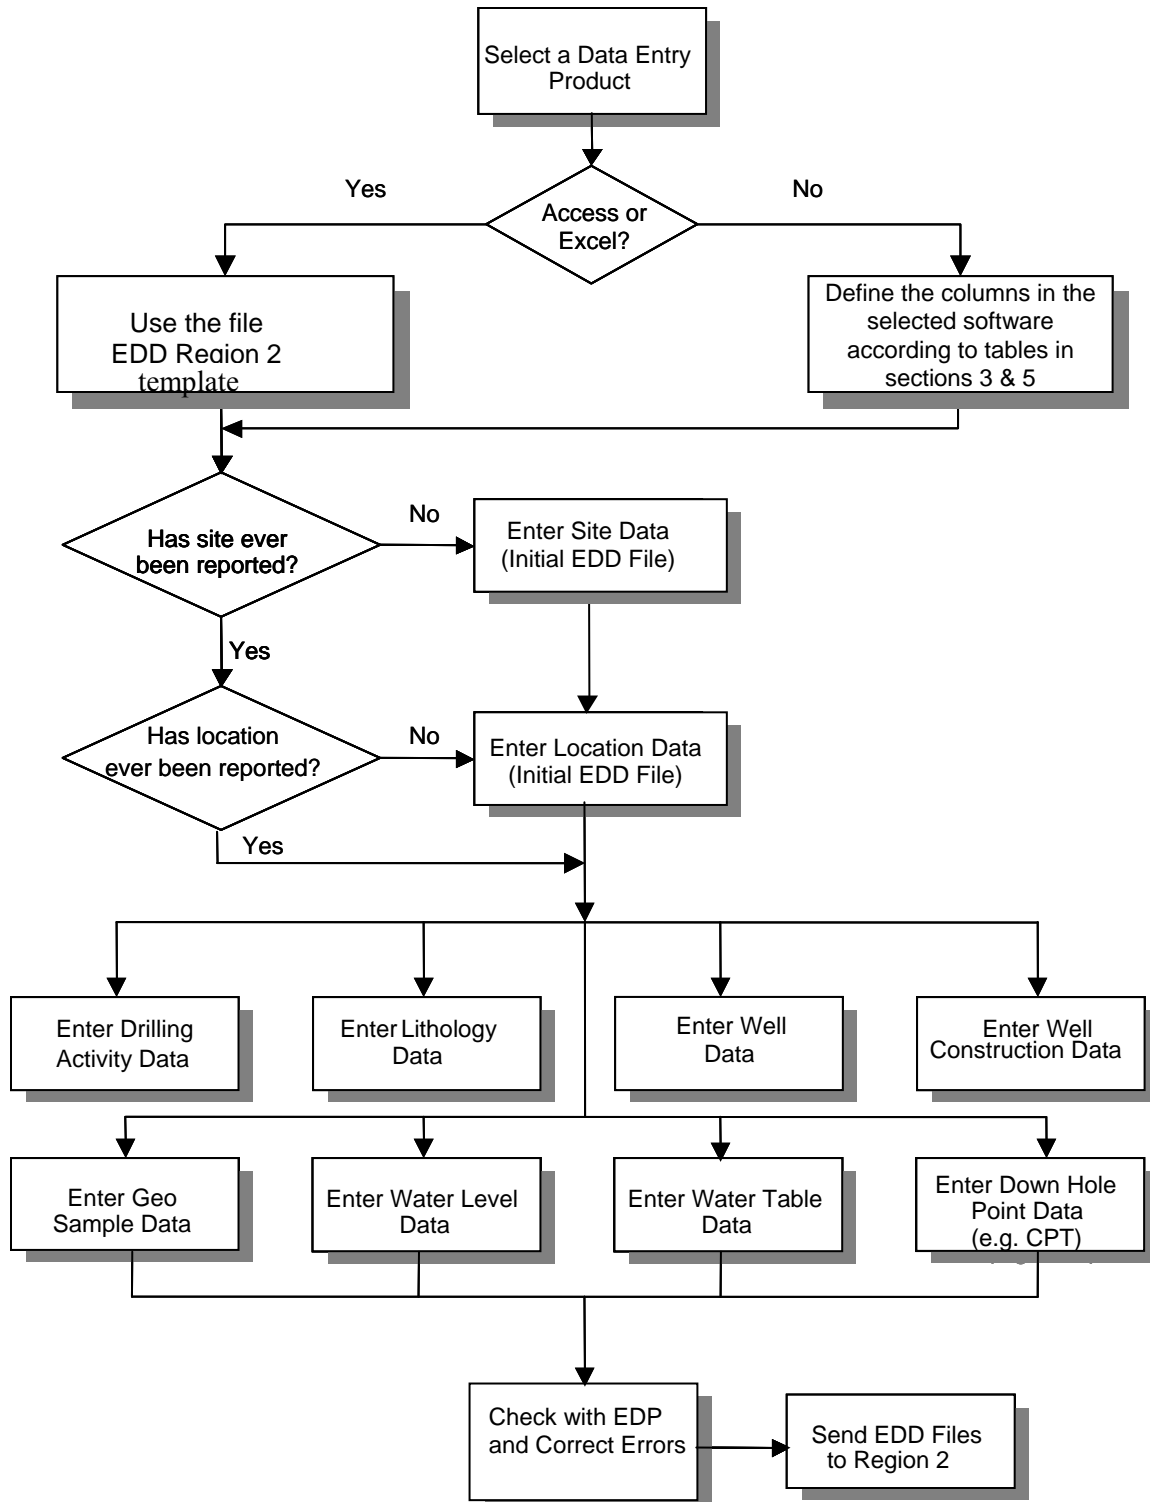 Select a Data Entry
Product
Yes
No
Access or
Excel?
Use the file
EDD Region 2
template
Define the columns in the
selected software
according to tables in
sections 3 & 5
Has site ever
been reported?
No
Enter Site Data
(Initial EDD File)
Yes
Has location
ever been reported?
No
Enter Location Data
(Initial EDD File)
Yes
Enter Drilling
Activity Data
Enter Lithology
Data
Enter Well
Data
Enter Well
Construction Data
Enter Geo
Sample Data
Enter Water Level
Data
Enter Water Table
Data
Enter Down Hole
Point Data
(e.g. CPT)
Check with EDP
and Correct Errors
Send EDD Files
to Region 2